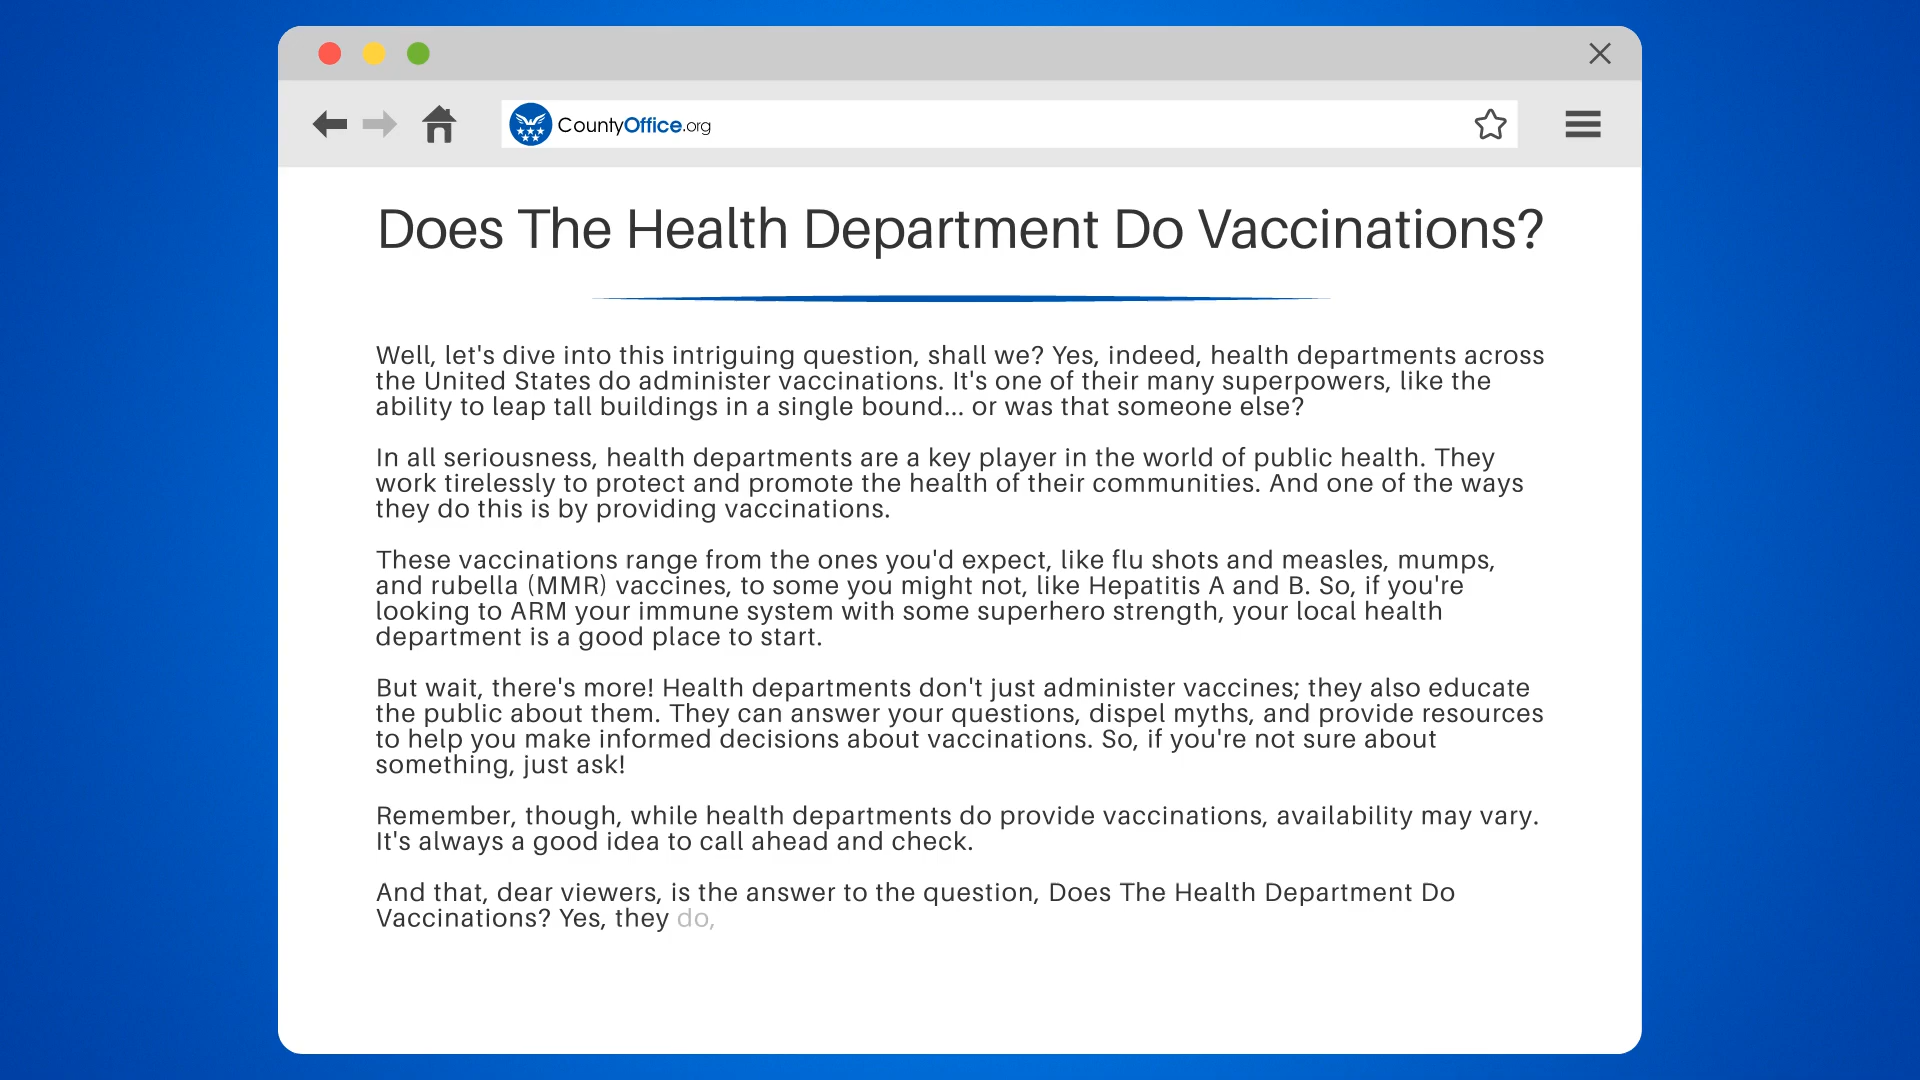 CountyOffice.org
Does The Health Department Do Vaccinations?
Well, let's dive into this intriguing question, shall we? Yes, indeed, health departments across
the United States do administer vaccinations. It's one of their many superpowers, like the
ability to leap tall buildings in a single bound... or was that someone else?
In all seriousness, health departments are a key player in the world of public health. They
work tirelessly to protect and promote the health of their communities. And one of the ways
they do this is by providing vaccinations.
These vaccinations range from the ones you'd expect, like flu shots and measles, mumps,
and rubella (MMR) vaccines, to some you might not, like Hepatitis A and B. So, if you're
looking to ARM your immune system with some superhero strength, your local health
department is a good place to start.
But wait, there's more! Health departments don't just administer vaccines; they also educate
the public about them. They can answer your questions, dispel myths, and provide resources
to help you make informed decisions about vaccinations. So, if you're not sure about
something, just ask!
Remember, though, while health departments do provide vaccinations, availability may vary.
It's always a good idea to call ahead and check.
And that, dear viewers, is the answer to the question, Does The Health Department Do
Vaccinations? Yes, they do,